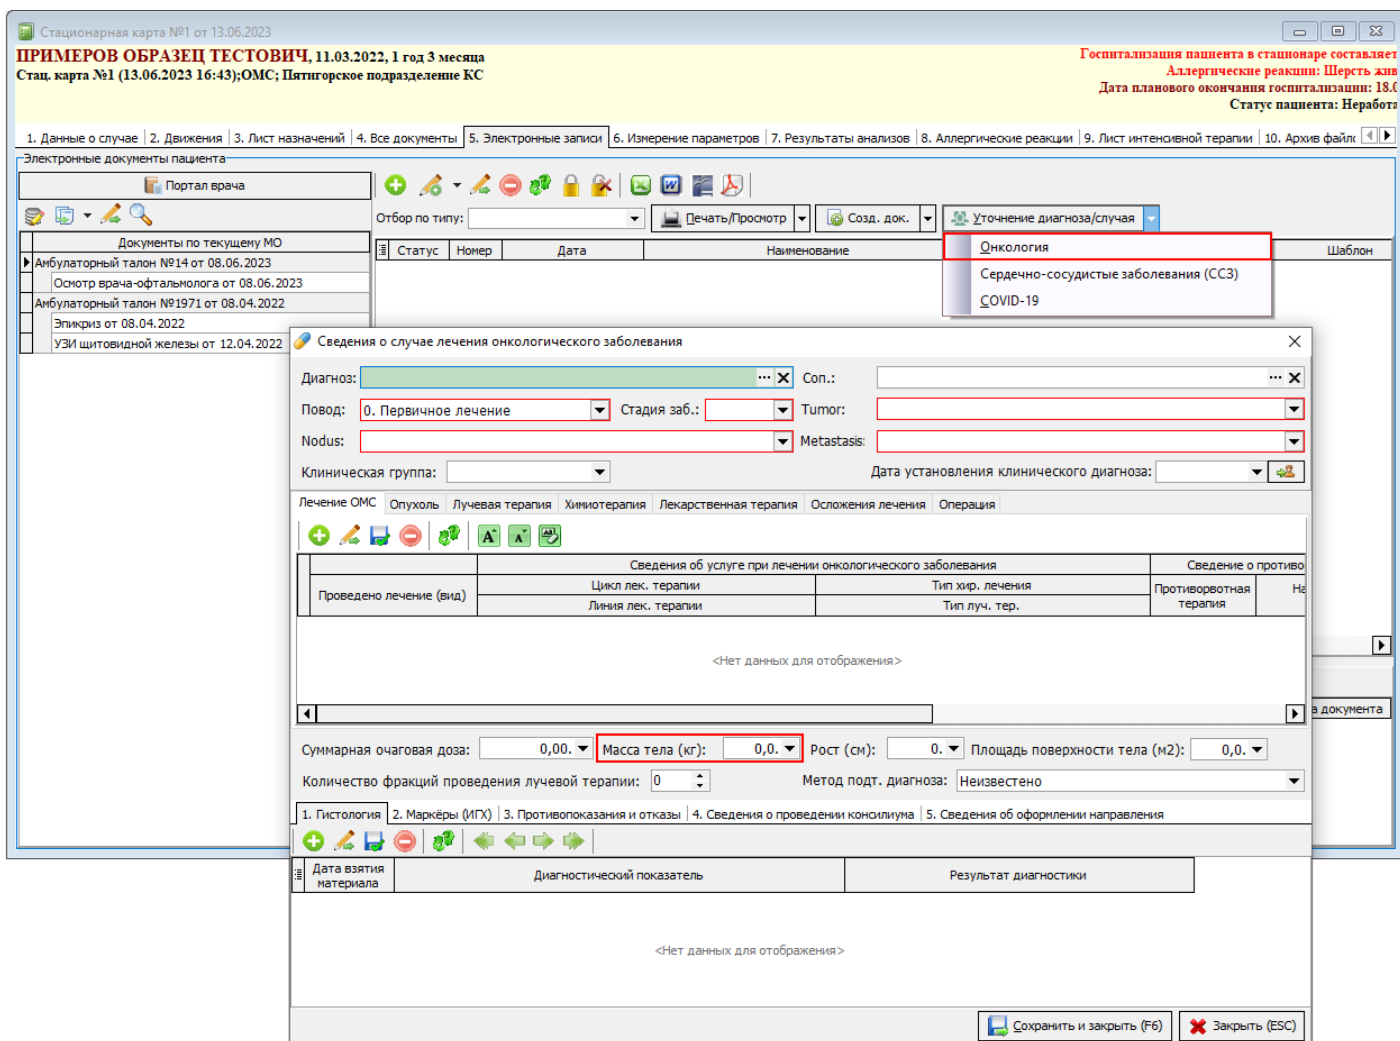 Стационарная карта №1 от 13.06.2023
ПРИМЕРОВ ОБРАЗЕЦ ТЕСТОВИЧ, 11.03.2022, 1 год 3 месяца
Стац. карта №1 (13.06.2023 16:43);ОМС; Пятигорское подразделение КС
Госпитализация пациента в стационаре составляет
Аллергические реакции: Шерсть жив
Дата планового окончания госпитализации: 18.0
Статус пациента: Неработа
1. Данные о случае 2. Движения 3. Лист назначений 4. Все документы 5. Электронные записи 6. Измерение параметров 7. Результаты анализов 8. Аллергические реакции 9. Лист интенсивной терапии 10. Архив файлс
Электронные документы пациента
Портал врача
Отбор по типу: Печать/Просмотр Созд. док. Уточнение диагноза/случая
Документы по текущему МО
Статус Номер Дата Наименование Шаблон
Онкология
Сердечно-сосудистые заболевания (ССЗ)
COVID-19
Амбулаторный талон №14 от 08.06.2023
Осмотр врача-офтальмолога от 08.06.2023
Амбулаторный талон №1971 от 08.04.2022
Эпикриз от 08.04.2022
УЗИ щитовидной железы от 12.04.2022
Сведения о случае лечения онкологического заболевания
Диагноз: Соп.:
Повод: 0. Первичное лечение Стадия заб.: Tumor:
Nodus: Metastasis:
Клиническая группа: Дата установления клинического диагноза:
Лечение ОМС Опухоль Лучевая терапия Химиотерапия Лекарственная терапия Осложения лечения Операция
Сведения об услуге при лечении онкологического заболевания Сведение о противо
Проведено лечение (вид) Цикл лек. терапии Тип хир. лечения Противорвотная терапия На
Линия лек. терапии Тип луч. тер.
<Нет данных для отображения>
а документа
Суммарная очаговая доза: 0,00. Масса тела (кг): 0,0. Рост (см): 0. Площадь поверхности тела (м2): 0,0.
Количество фракций проведения лучевой терапии: 0 Метод подт. диагноза: Неизвестено
1. Гистология 2. Маркёры (ИГХ) 3. Противопоказания и отказы 4. Сведения о проведении консилиума 5. Сведения об оформлении направления
Дата взятия материала Диагностический показатель Результат диагностики
<Нет данных для отображения>
Сохранить и закрыть (F6) Закрыть (ESC)